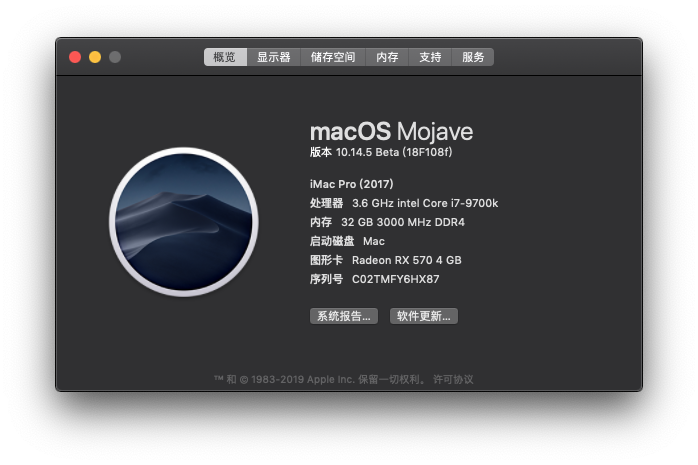 概览 显示器 储存空间 内存 支持 服务
macOS Mojave
版本 10.14.5 Beta (18F108f)
iMac Pro (2017)
处理器 3.6 GHz intel Core i7-9700k
内存 32 GB 3000 MHz DDR4
启动磁盘 Mac
图形卡 Radeon RX 570 4 GB
序列号 C02TMFY6HX87
系统报告... 软件更新...
™ 和 © 1983-2019 Apple Inc. 保留一切权利。 许可协议